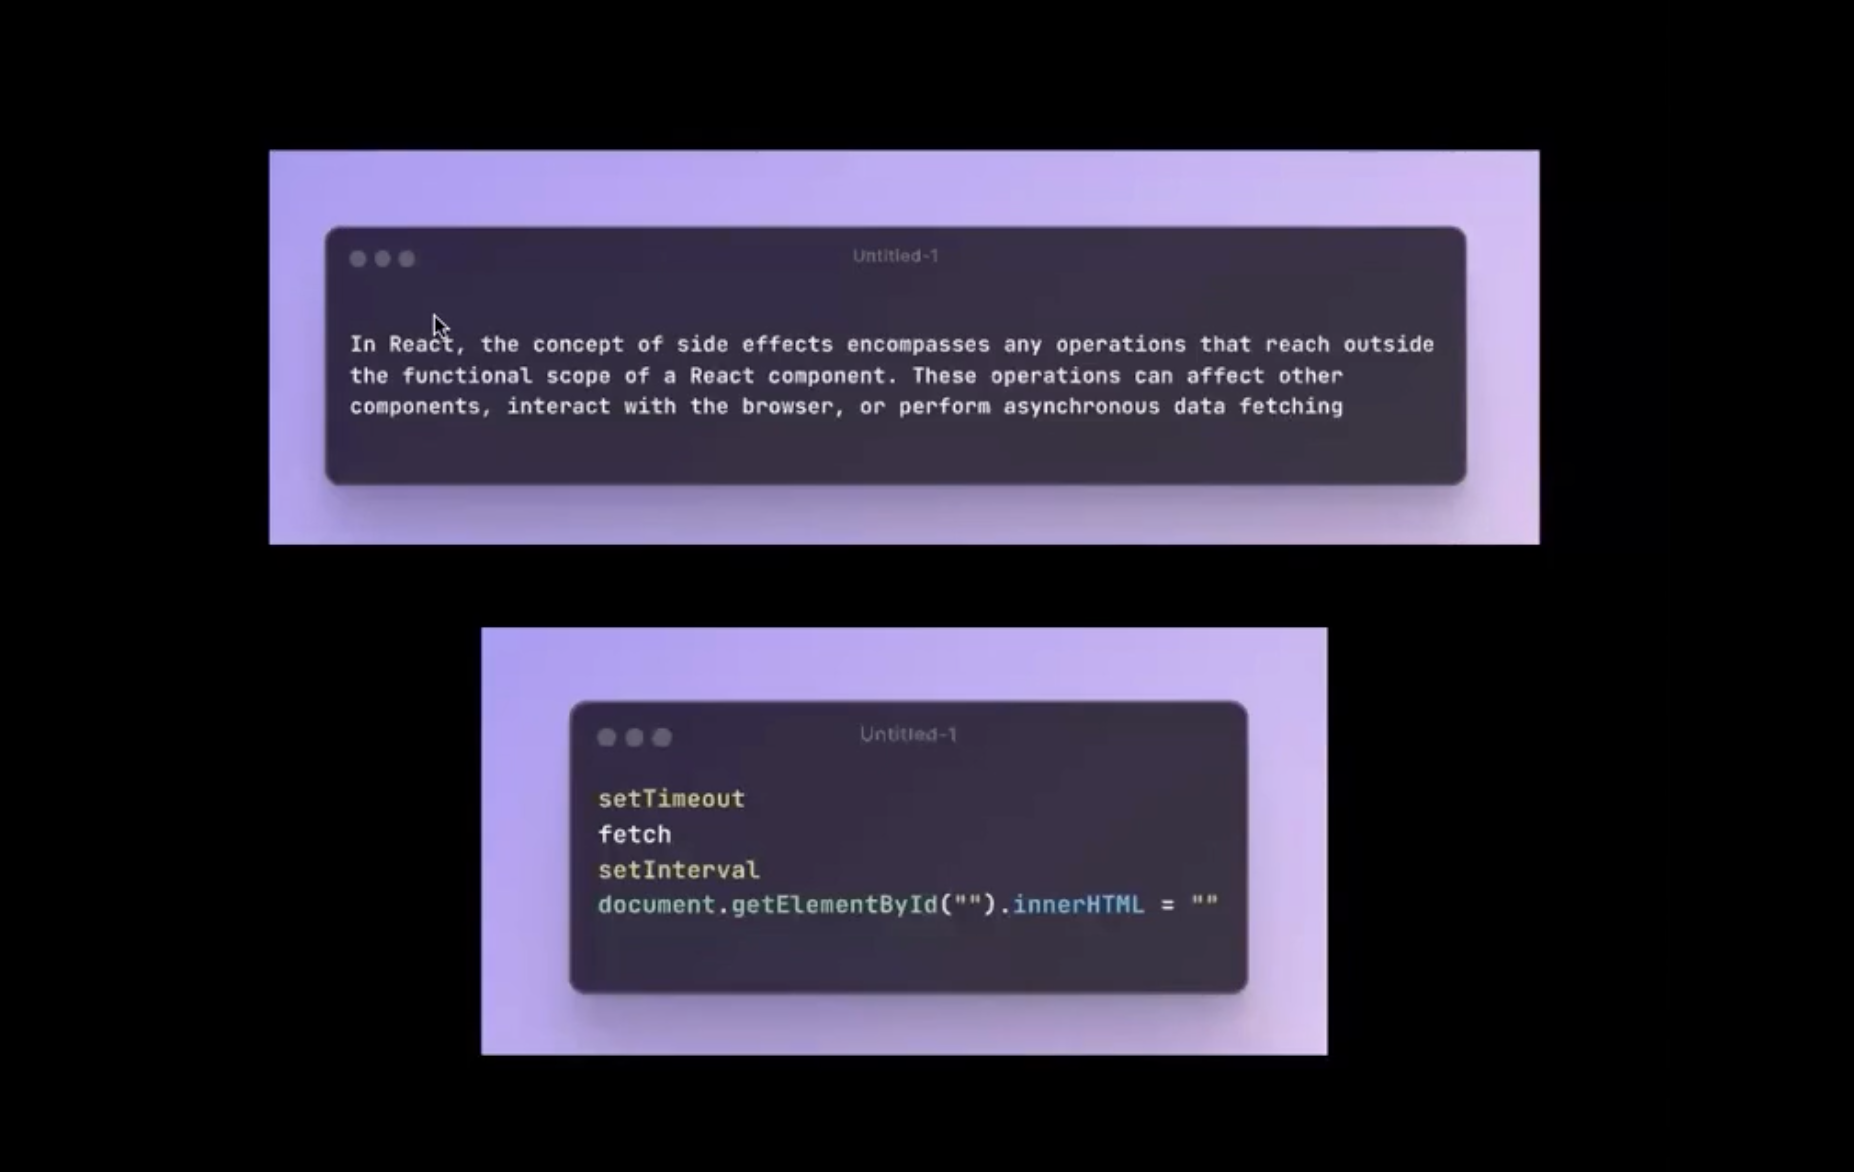 Untitled-1
In React, the concept of side effects encompasses any operations that reach outside
the functional scope of a React component. These operations can affect other
components, interact with the browser, or perform asynchronous data fetching
Untitled-1
setTimeout
fetch
setInterval
document.getElementById("").innerHTML = ""